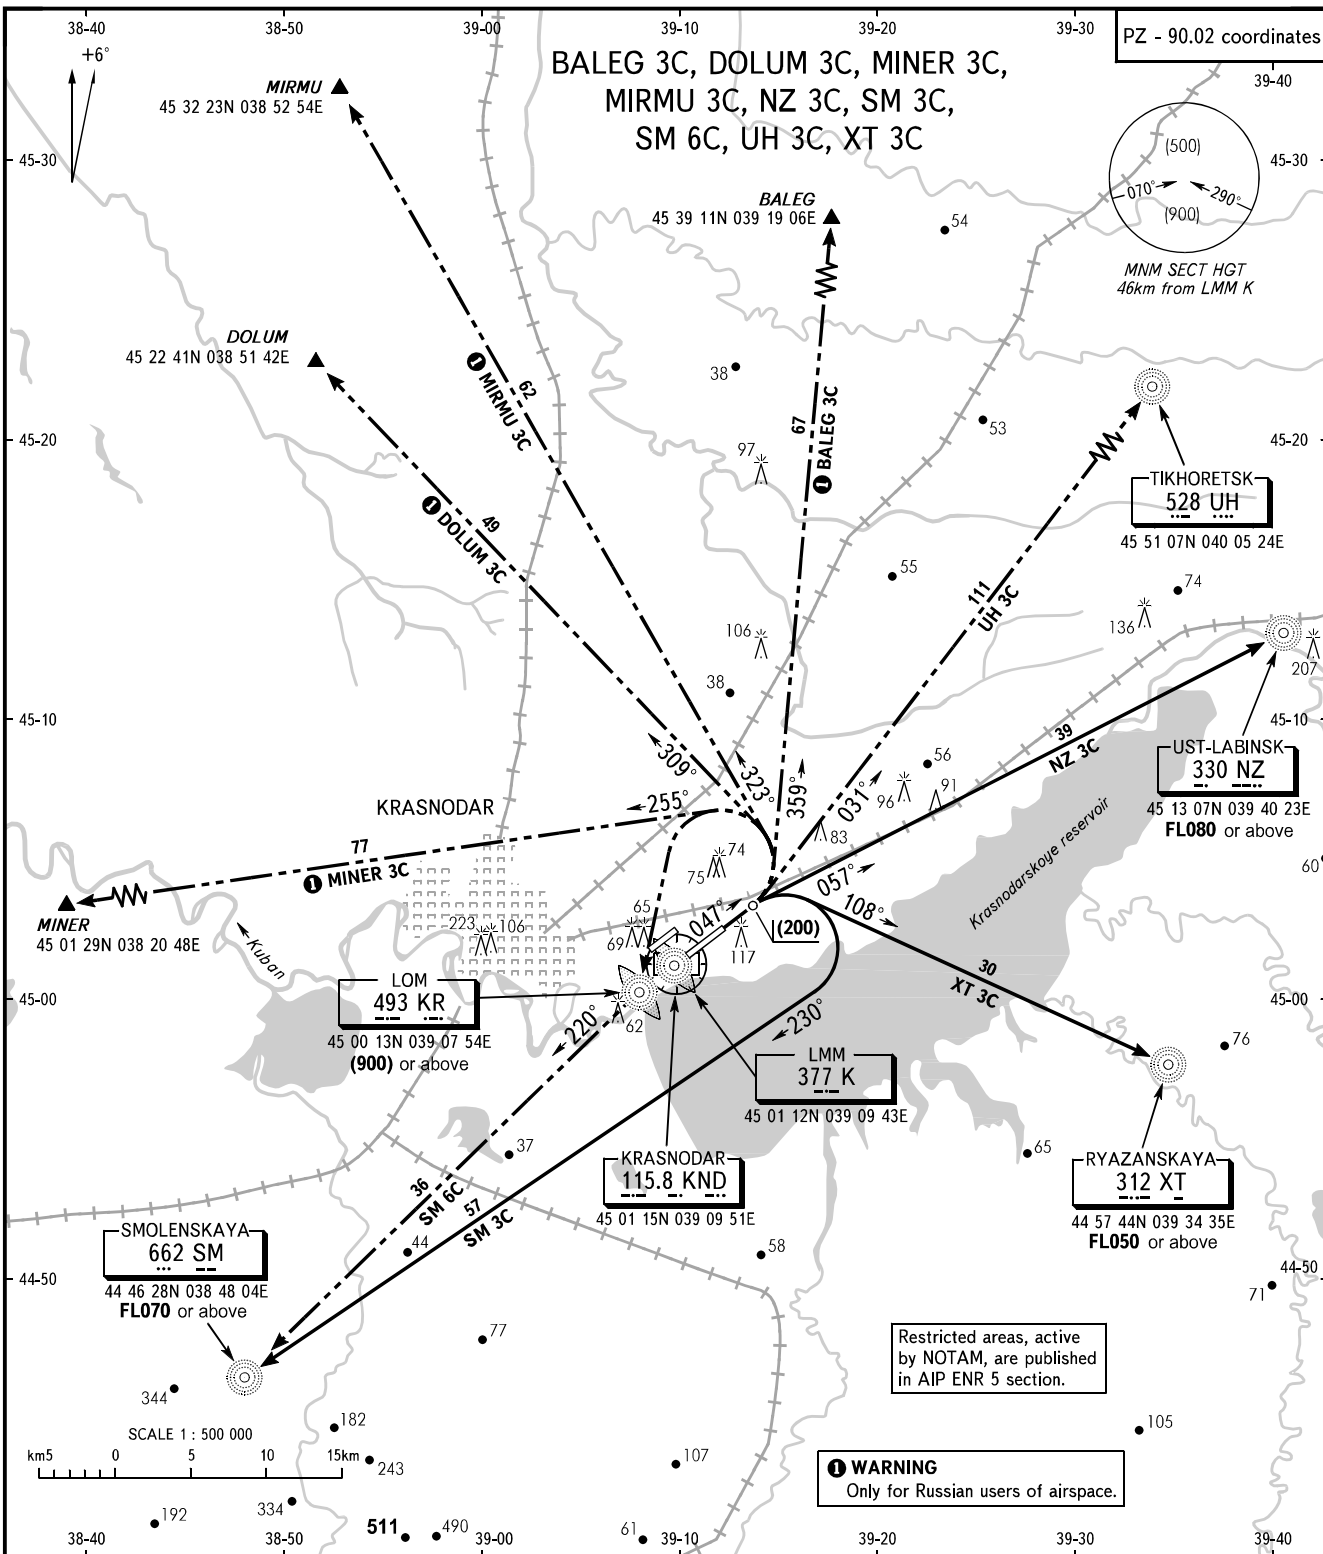 38-40
38-50
39-00
39-10
39-20
39-30
PZ - 90.02 coordinates
39-40
+6°
BALEG 3C, DOLUM 3C, MINER 3C,
MIRMU 3C, NZ 3C, SM 3C,
SM 6C, UH 3C, XT 3C
MIRMU
45 32 23N 038 52 54E
45-30
45-30
(500)
070°
290°
(900)
MNM SECT HGT
46km from LMM K
BALEG
45 39 11N 039 19 06E
54
DOLUM
45 22 41N 038 51 42E
1 MIRMU 3C
62
38
53
67
1 BALEG 3C
45-20
45-20
97
TIKHORETSK
528 UH
45 51 07N 040 05 24E
1 DOLUM 3C
49
55
111
UH 3C
74
136
207
106
38
45-10
45-10
39
NZ 3C
UST-LABINSK
330 NZ
45 13 07N 039 40 23E
FL080 or above
309°
323°
359°
031°
56
96
91
83
KRASNODAR
255°
77
1 MINER 3C
MINER
45 01 29N 038 20 48E
74
75
65
69
047°
057°
108°
(200)
117
Krasnodarskoye reservoir
60
223
106
Kuban
LOM
493 KR
45 00 13N 039 07 54E
(900) or above
62
220°
230°
45-00
45-00
30
XT 3C
76
LMM
377 K
45 01 12N 039 09 43E
37
65
KRASNODAR
115.8 KND
45 01 15N 039 09 51E
RYAZANSKAYA
312 XT
44 57 44N 039 34 35E
FL050 or above
36
SM 6C
57
SM 3C
SMOLENSKAYA
662 SM
44 46 28N 038 48 04E
FL070 or above
44
58
44-50
44-50
71
77
Restricted areas, active
by NOTAM, are published
in AIP ENR 5 section.
344
182
SCALE 1 : 500 000
km5
0
5
10
15km
243
107
105
1 WARNING
Only for Russian users of airspace.
192
334
511
490
61
38-40
38-50
39-00
39-10
39-20
39-30
39-40